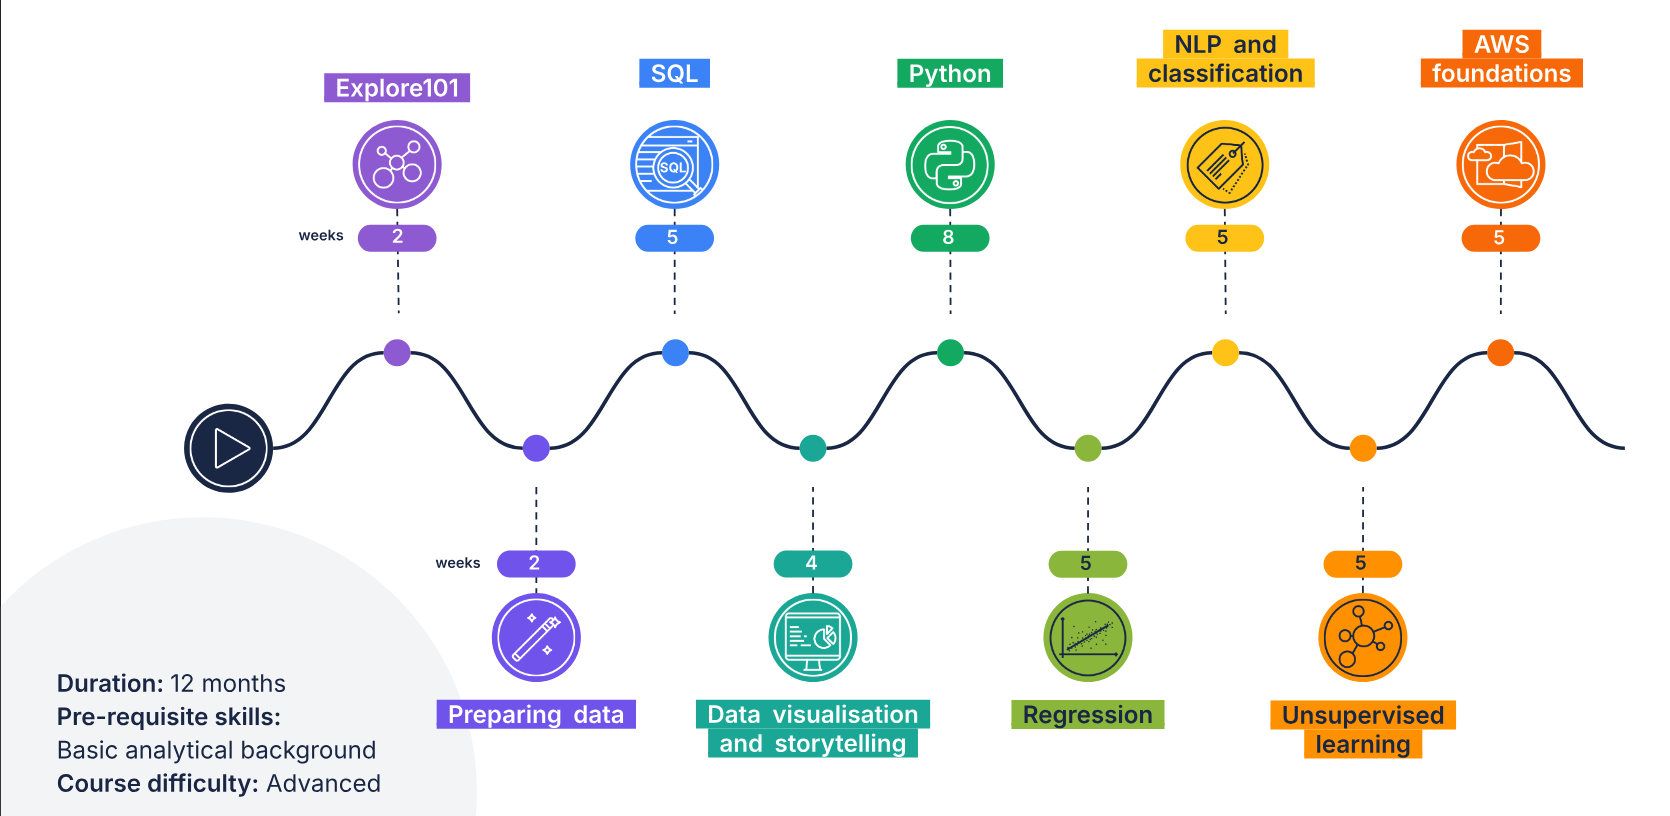 Explore101
SQL
Python
NLP and
classification
AWS
foundations
SQL
weeks 2
5
8
5
5
weeks 2
4
5
5
Preparing data
Data visualisation
and storytelling
Regression
Unsupervised
learning
Duration: 12 months
Pre-requisite skills:
Basic analytical background
Course difficulty: Advanced